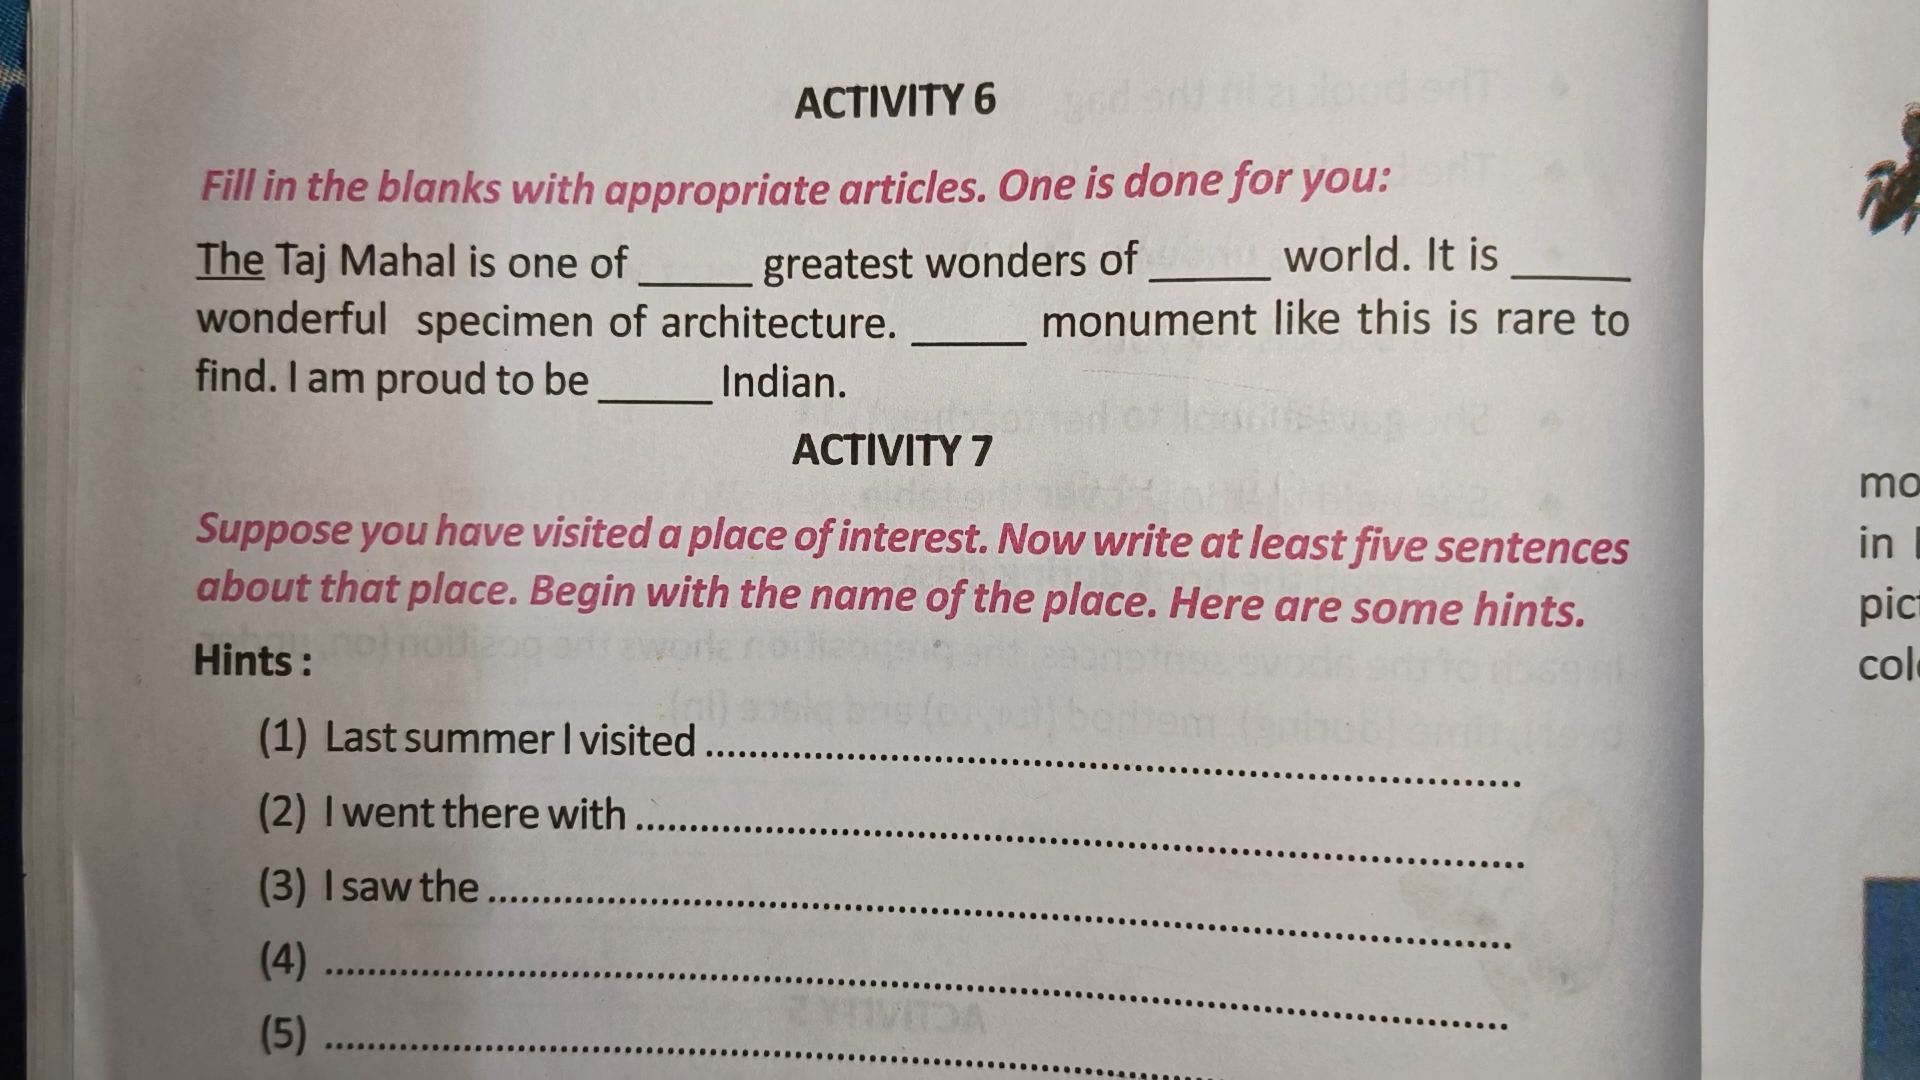 ACTIVITY 6
Fill in the blanks with appropriate articles. One is done for you:
The Taj Mahal is one of _____ greatest wonders of _____ world. It is _____
wonderful specimen of architecture. _____ monument like this is rare to
find. I am proud to be _____ Indian.
ACTIVITY 7
Suppose you have visited a place of interest. Now write at least five sentences
about that place. Begin with the name of the place. Here are some hints.
Hints :
(1) Last summer I visited ..........
(2) I went there with ..........
(3) I saw the ..........
(4) ..........
(5) ..........
in